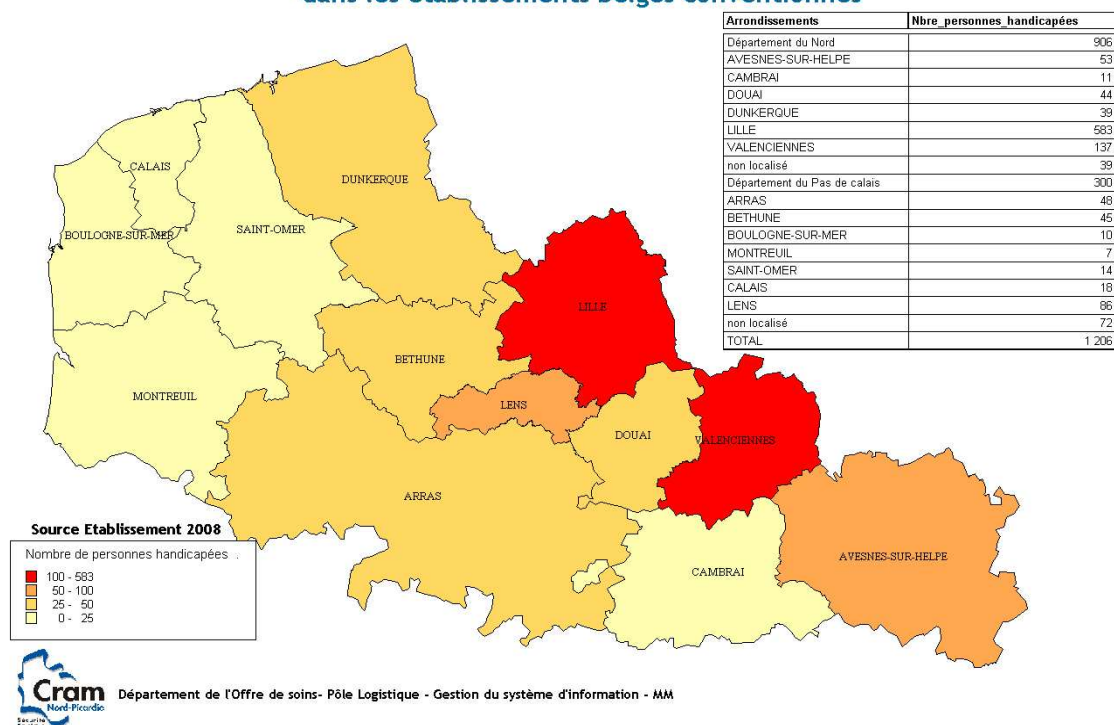 dans les établissements belges conventionnés
Arrondissements Nbre_personnes_handicapées
Département du Nord 906
AVESNES-SUR-HELPE 53
CAMBRAI 11
DOUAI 44
DUNKERQUE 39
LILLE 583
VALENCIENNES 137
non localisé 39
Département du Pas de calais 300
ARRAS 48
BETHUNE 45
BOULOGNE-SUR-MER 10
MONTREUIL 7
SAINT-OMER 14
CALAIS 18
LENS 86
non localisé 72
TOTAL 1 206
CALAIS
DUNKERQUE
BOULOGNE-SUR-MER
SAINT-OMER
LILLE
BETHUNE
MONTREUIL
LENS
DOUAI
VALENCIENNES
ARRAS
AVESNES-SUR-HELPE
CAMBRAI
Source Etablissement 2008
Nombre de personnes handicapées .
100 - 583
50 - 100
25 - 50
0 - 25
Cram
Nord-Picardie
Département de l'Offre de soins- Pôle Logistique - Gestion du système d'information - MM